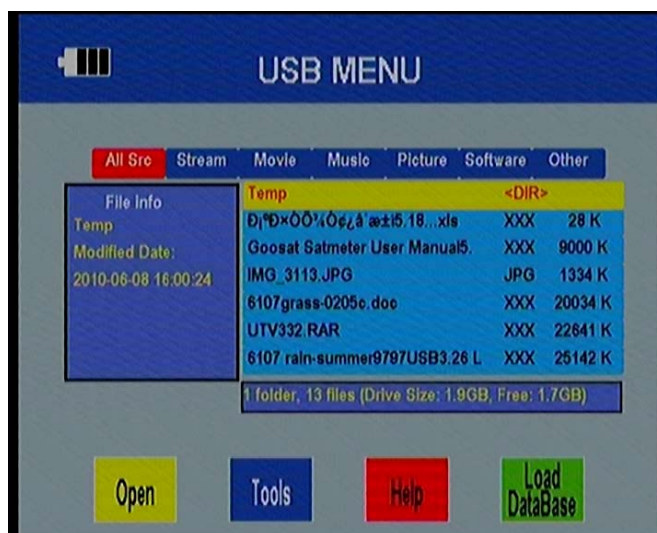 USB MENU
All Src Stream Movie Music Picture Software Other
File info
Temp
Modified Date:
2010-06-08 16:00:24
Temp <DIR>
XXX 28 K
Goosat Satmeter User Manual5. XXX 9000 K
IMG_3113.JPG JPG 1334 K
6107grass-0205c.doc XXX 20034 K
UTV332.RAR XXX 22641 K
6107 rain-summer9797USB3.26 L XXX 25142 K
1 folder, 13 files (Drive Size: 1.9GB, Free: 1.7GB)
Open
Tools
Help
Load
DataBase